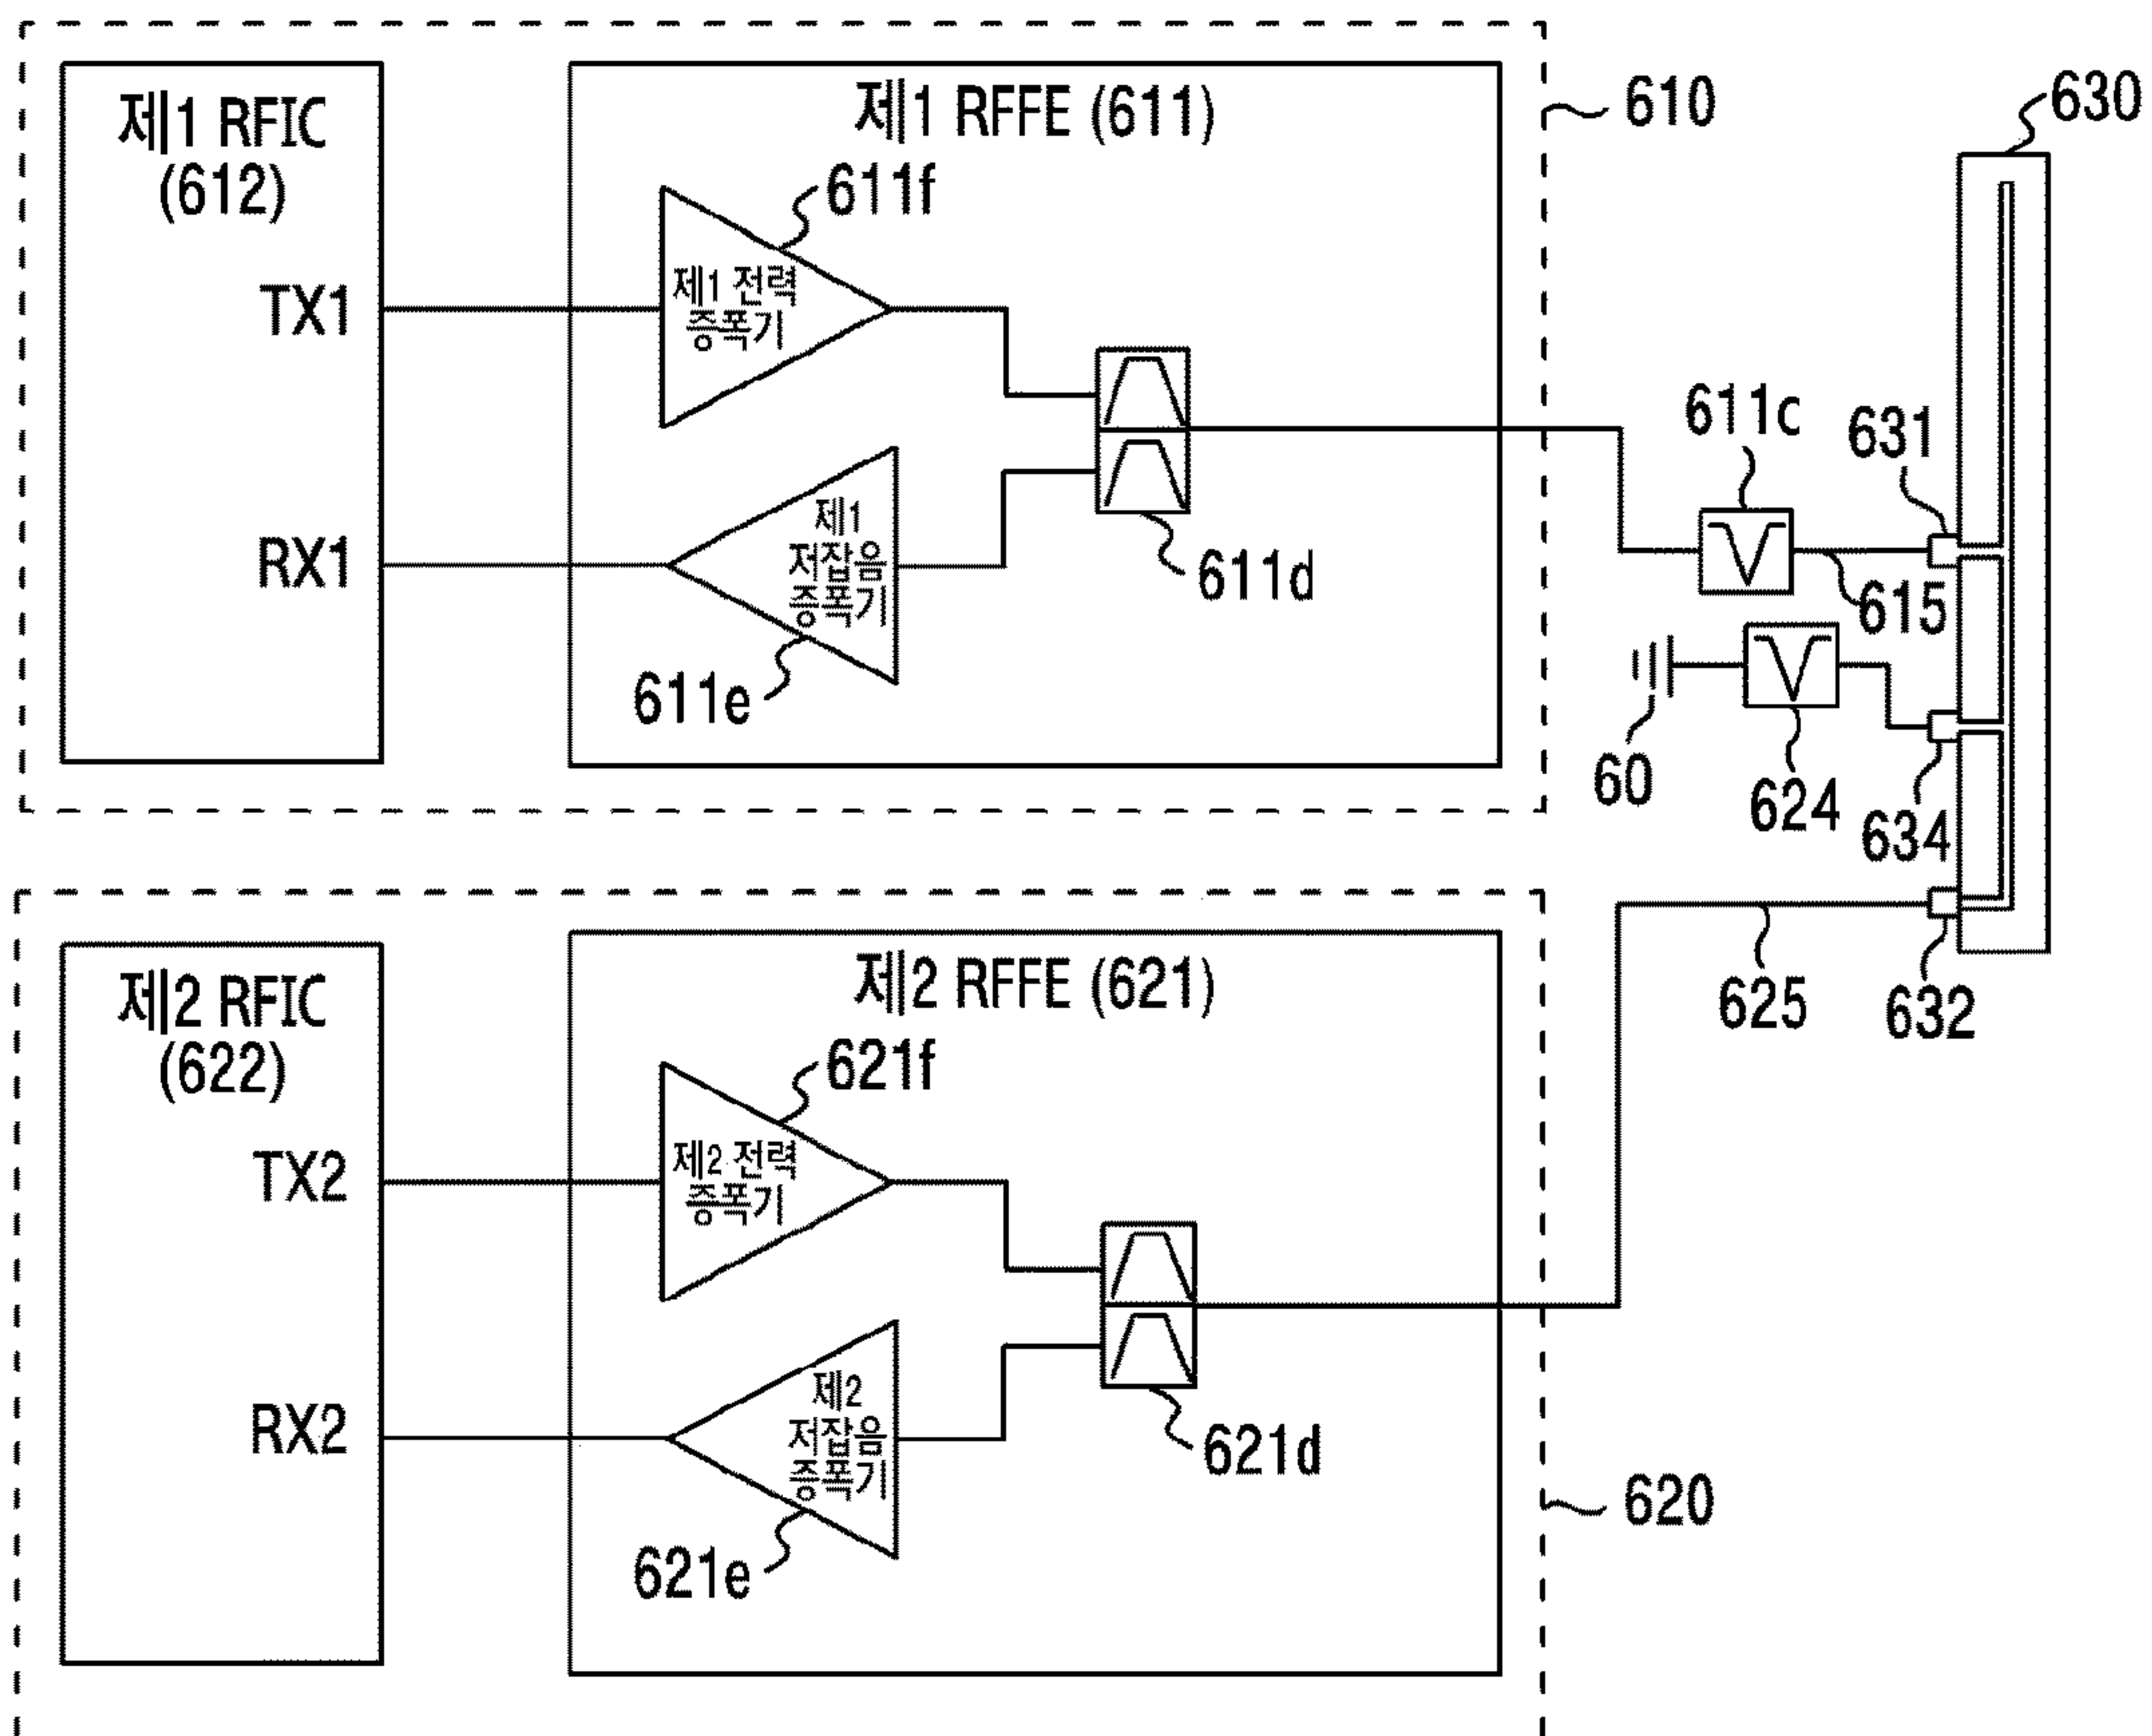 제1 RFIC
(612)
TX1
RX1
제1 RFFE (611)
611f
제1 전력
증폭기
제1
저잡음
증폭기
611e
611d
610
630
611c
631
615
60
624
634
제2 RFIC
(622)
TX2
RX2
제2 RFFE (621)
621f
제2 전력
증폭기
제2
저잡음
증폭기
621e
621d
625
632
620